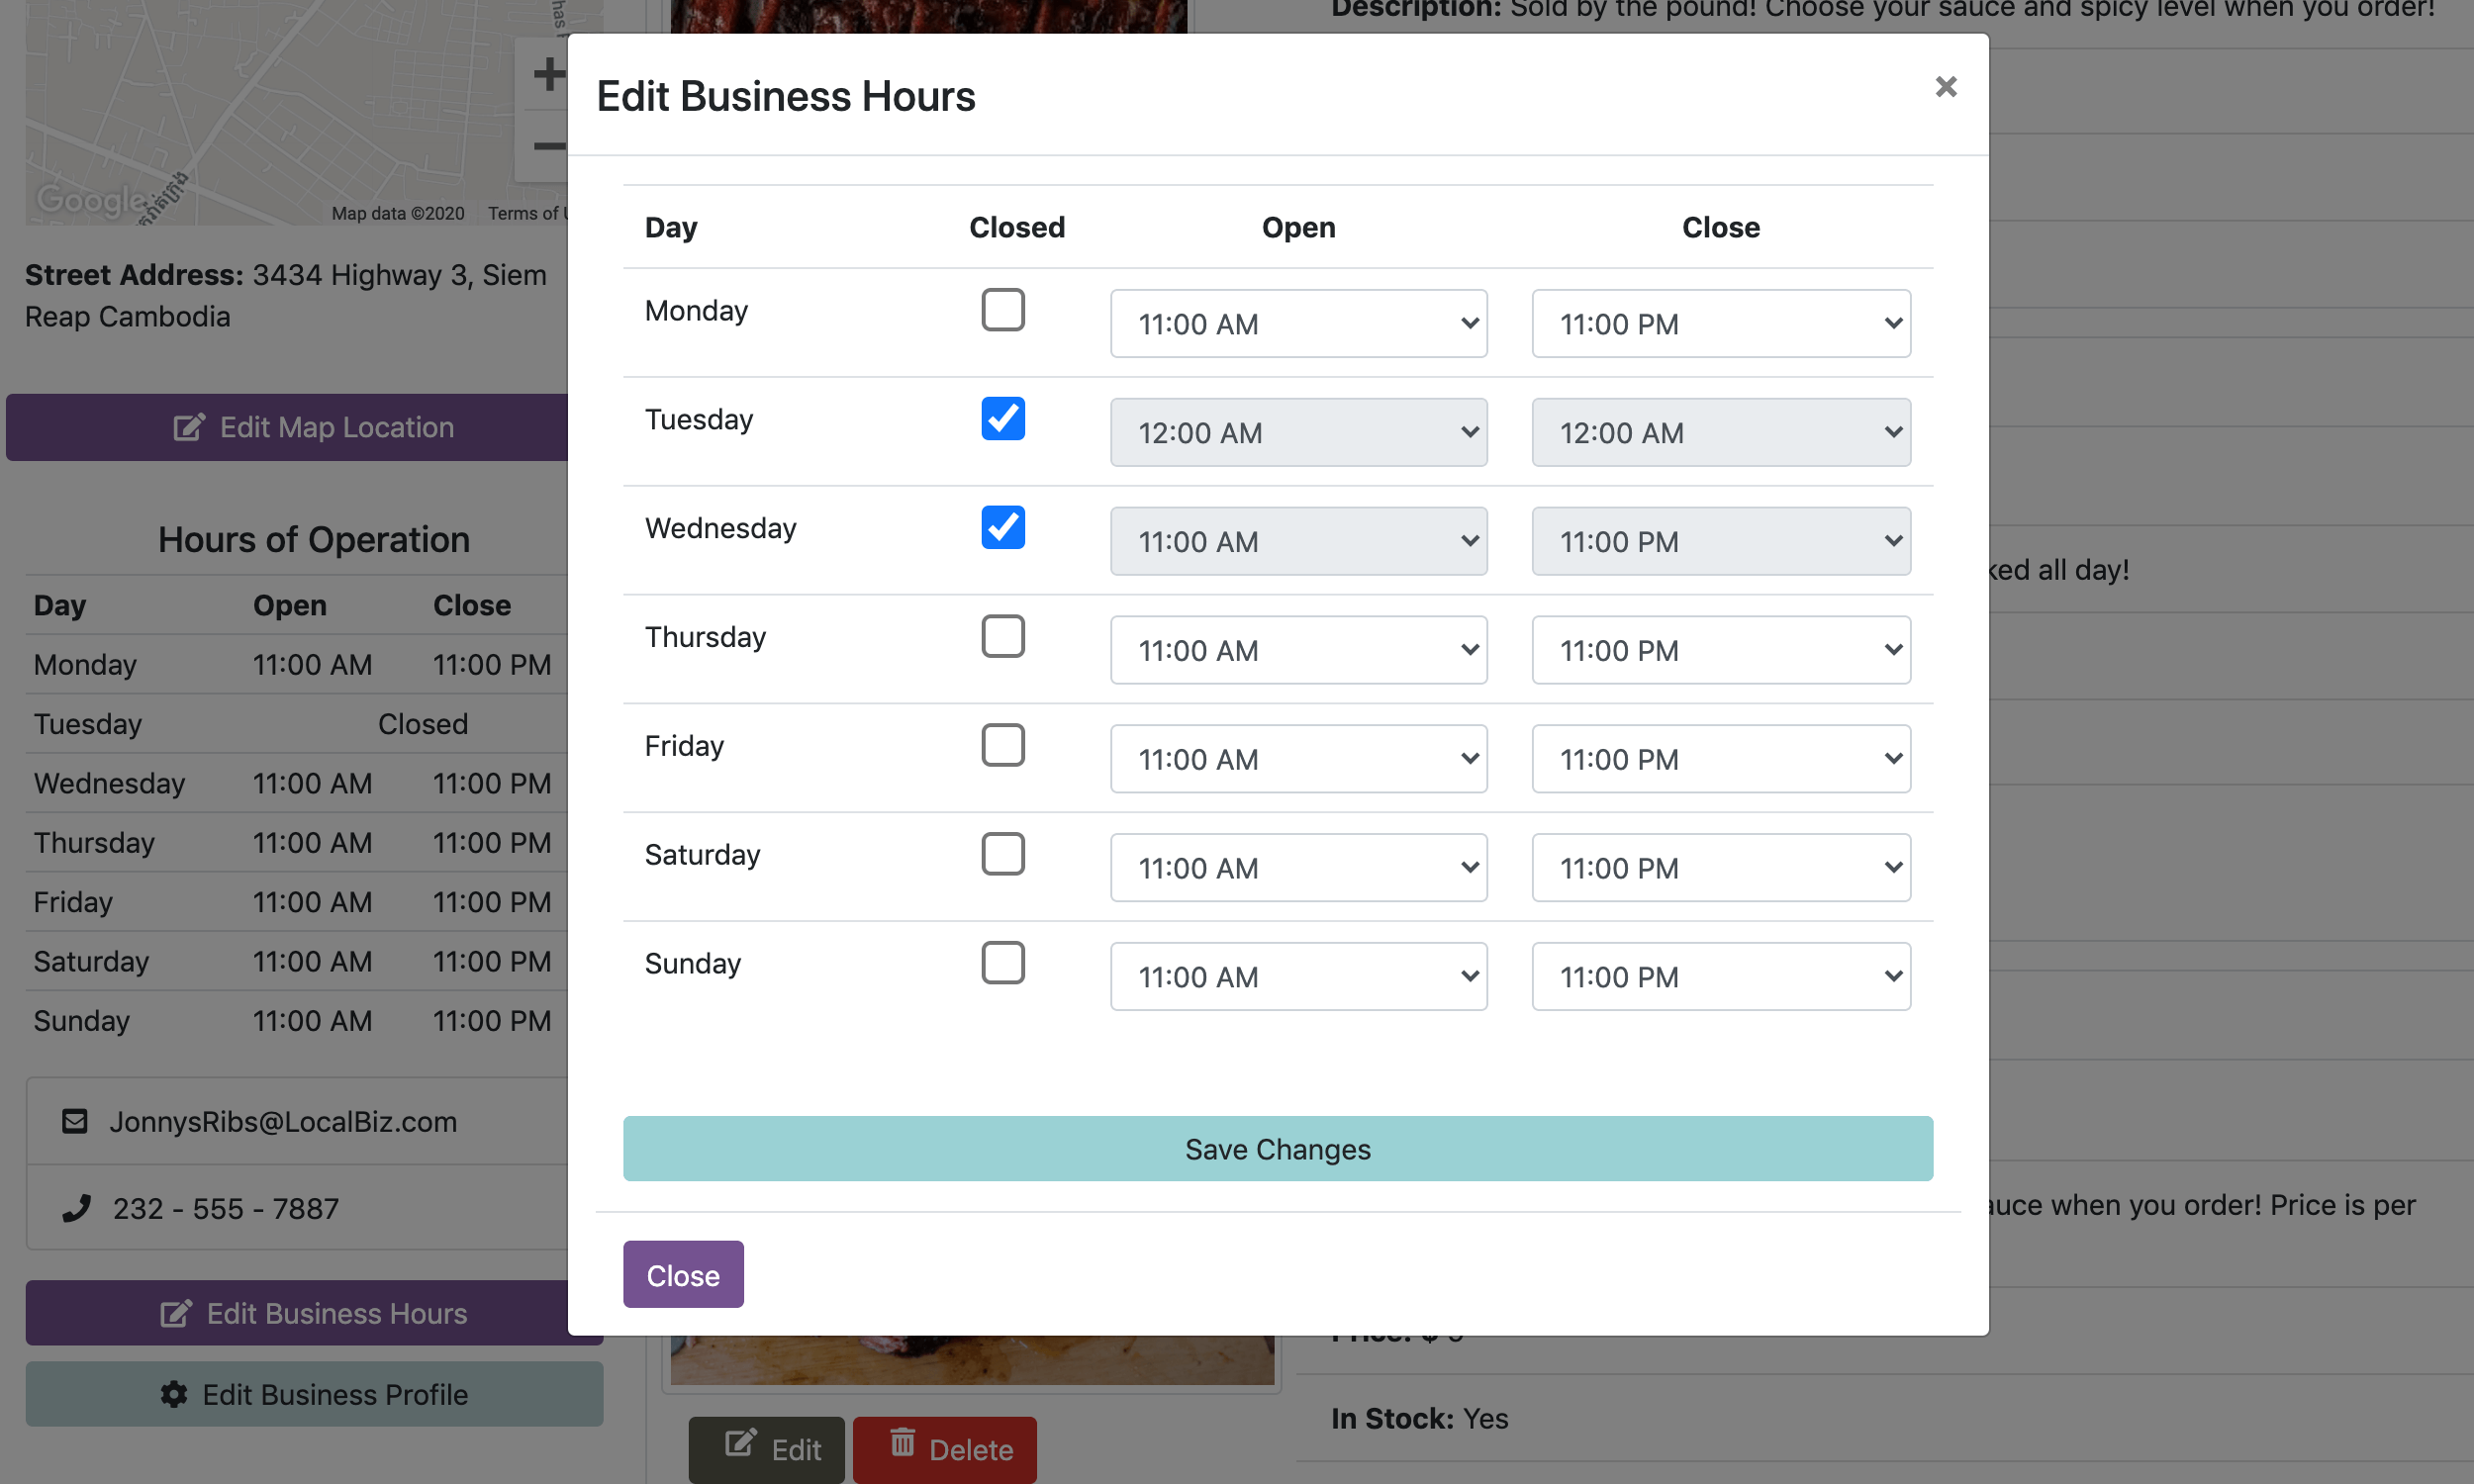 has
Google
Map data ©2020 Terms of U
Street Address: 3434 Highway 3, Siem
Reap Cambodia
Edit Map Location
Hours of Operation
Day Open Close
Monday 11:00 AM 11:00 PM
Tuesday Closed
Wednesday 11:00 AM 11:00 PM
Thursday 11:00 AM 11:00 PM
Friday 11:00 AM 11:00 PM
Saturday 11:00 AM 11:00 PM
Sunday 11:00 AM 11:00 PM
JonnysRibs@LocalBiz.com
232 - 555 - 7887
Edit Business Hours
Edit Business Profile
Edit Business Hours
×
Day Closed Open Close
Monday 11:00 AM 11:00 PM
Tuesday 12:00 AM 12:00 AM
Wednesday 11:00 AM 11:00 PM
Thursday 11:00 AM 11:00 PM
Friday 11:00 AM 11:00 PM
Saturday 11:00 AM 11:00 PM
Sunday 11:00 AM 11:00 PM
Save Changes
Close
Edit Delete
Description: Sold by the pound! Choose your sauce and spicy level when you order!
ked all day!
auce when you order! Price is per
Price: $ 9
In Stock: Yes